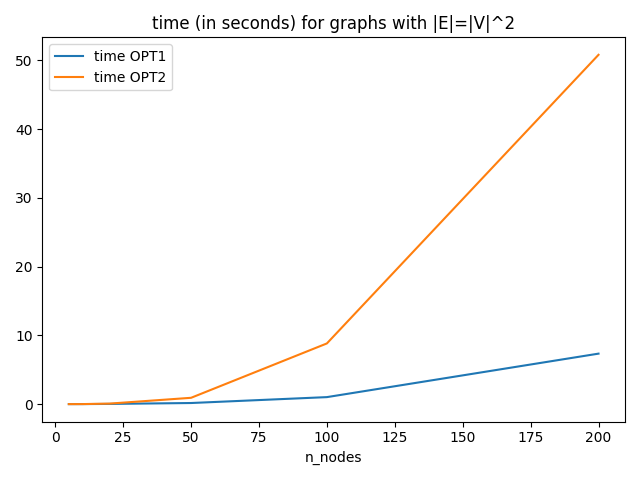 time (in seconds) for graphs with |E|=|V|^2
time OPT1
time OPT2
50
40
30
20
10
0
0 25 50 75 100 125 150 175 200
n_nodes